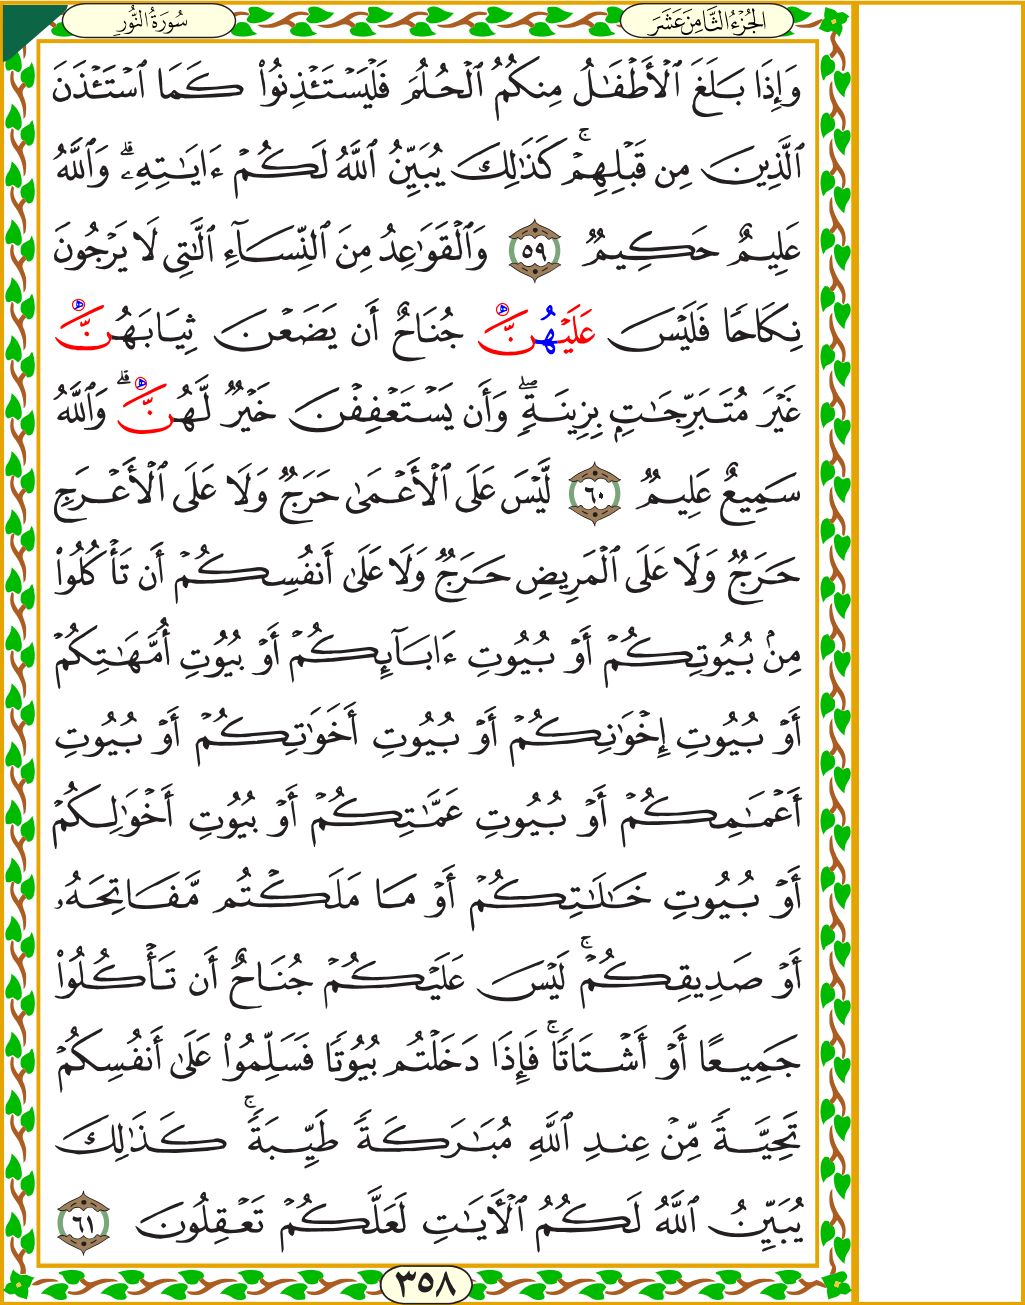 الجُزْءُ الثَّامِنَ عَشَرَ
سُورَةُ النُّورِ
وَإِذَا بَلَغَ ٱلۡأَطۡفَٰلُ مِنكُمُ ٱلۡحُلُمَ فَلۡيَسۡتَـٔۡذِنُواْ كَمَا ٱسۡتَـٔۡذَنَ
ٱلَّذِينَ مِن قَبۡلِهِمۡۚ كَذَٰلِكَ يُبَيِّنُ ٱللَّهُ لَكُمۡ ءَايَٰتِهِۦۗ وَٱللَّهُ
عَلِيمٌ حَكِيمٞ ٥٩ وَٱلۡقَوَٰعِدُ مِنَ ٱلنِّسَآءِ ٱلَّٰتِي لَا يَرۡجُونَ
نِكَاحٗا فَلَيۡسَ عَلَيۡهُنَّ جُنَاحٌ أَن يَضَعۡنَ ثِيَابَهُنَّ
غَيۡرَ مُتَبَرِّجَٰتِۭ بِزِينَةٖۖ وَأَن يَسۡتَعۡفِفۡنَ خَيۡرٞ لَّهُنَّۗ وَٱللَّهُ
سَمِيعٌ عَلِيمٞ ٦٠ لَّيۡسَ عَلَى ٱلۡأَعۡمَىٰ حَرَجٞ وَلَا عَلَى ٱلۡأَعۡرَجِ
حَرَجٞ وَلَا عَلَى ٱلۡمَرِيضِ حَرَجٞ وَلَا عَلَىٰٓ أَنفُسِكُمۡ أَن تَأۡكُلُواْ
مِنۢ بُيُوتِكُمۡ أَوۡ بُيُوتِ ءَابَآئِكُمۡ أَوۡ بُيُوتِ أُمَّهَٰتِكُمۡ
أَوۡ بُيُوتِ إِخۡوَٰنِكُمۡ أَوۡ بُيُوتِ أَخَوَٰتِكُمۡ أَوۡ بُيُوتِ
أَعۡمَٰمِكُمۡ أَوۡ بُيُوتِ عَمَّٰتِكُمۡ أَوۡ بُيُوتِ أَخۡوَٰلِكُمۡ
أَوۡ بُيُوتِ خَٰلَٰتِكُمۡ أَوۡ مَا مَلَكۡتُم مَّفَاتِحَهُۥٓ
أَوۡ صَدِيقِكُمۡۚ لَيۡسَ عَلَيۡكُمۡ جُنَاحٌ أَن تَأۡكُلُواْ
جَمِيعًا أَوۡ أَشۡتَاتٗاۚ فَإِذَا دَخَلۡتُم بُيُوتٗا فَسَلِّمُواْ عَلَىٰٓ أَنفُسِكُمۡ
تَحِيَّةٗ مِّنۡ عِندِ ٱللَّهِ مُبَٰرَكَةٗ طَيِّبَةٗۚ كَذَٰلِكَ
يُبَيِّنُ ٱللَّهُ لَكُمُ ٱلۡأٓيَٰتِ لَعَلَّكُمۡ تَعۡقِلُونَ ٦١
٣٥٨